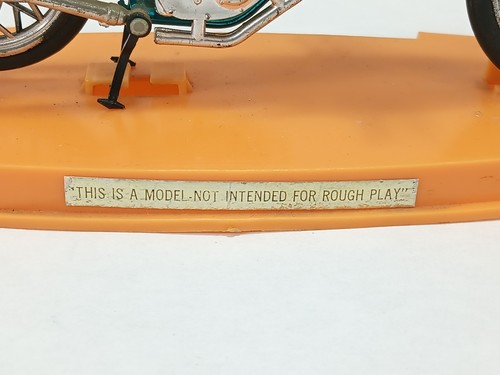 "THIS IS A MODEL-NOT INTENDED FOR ROUGH PLAY"